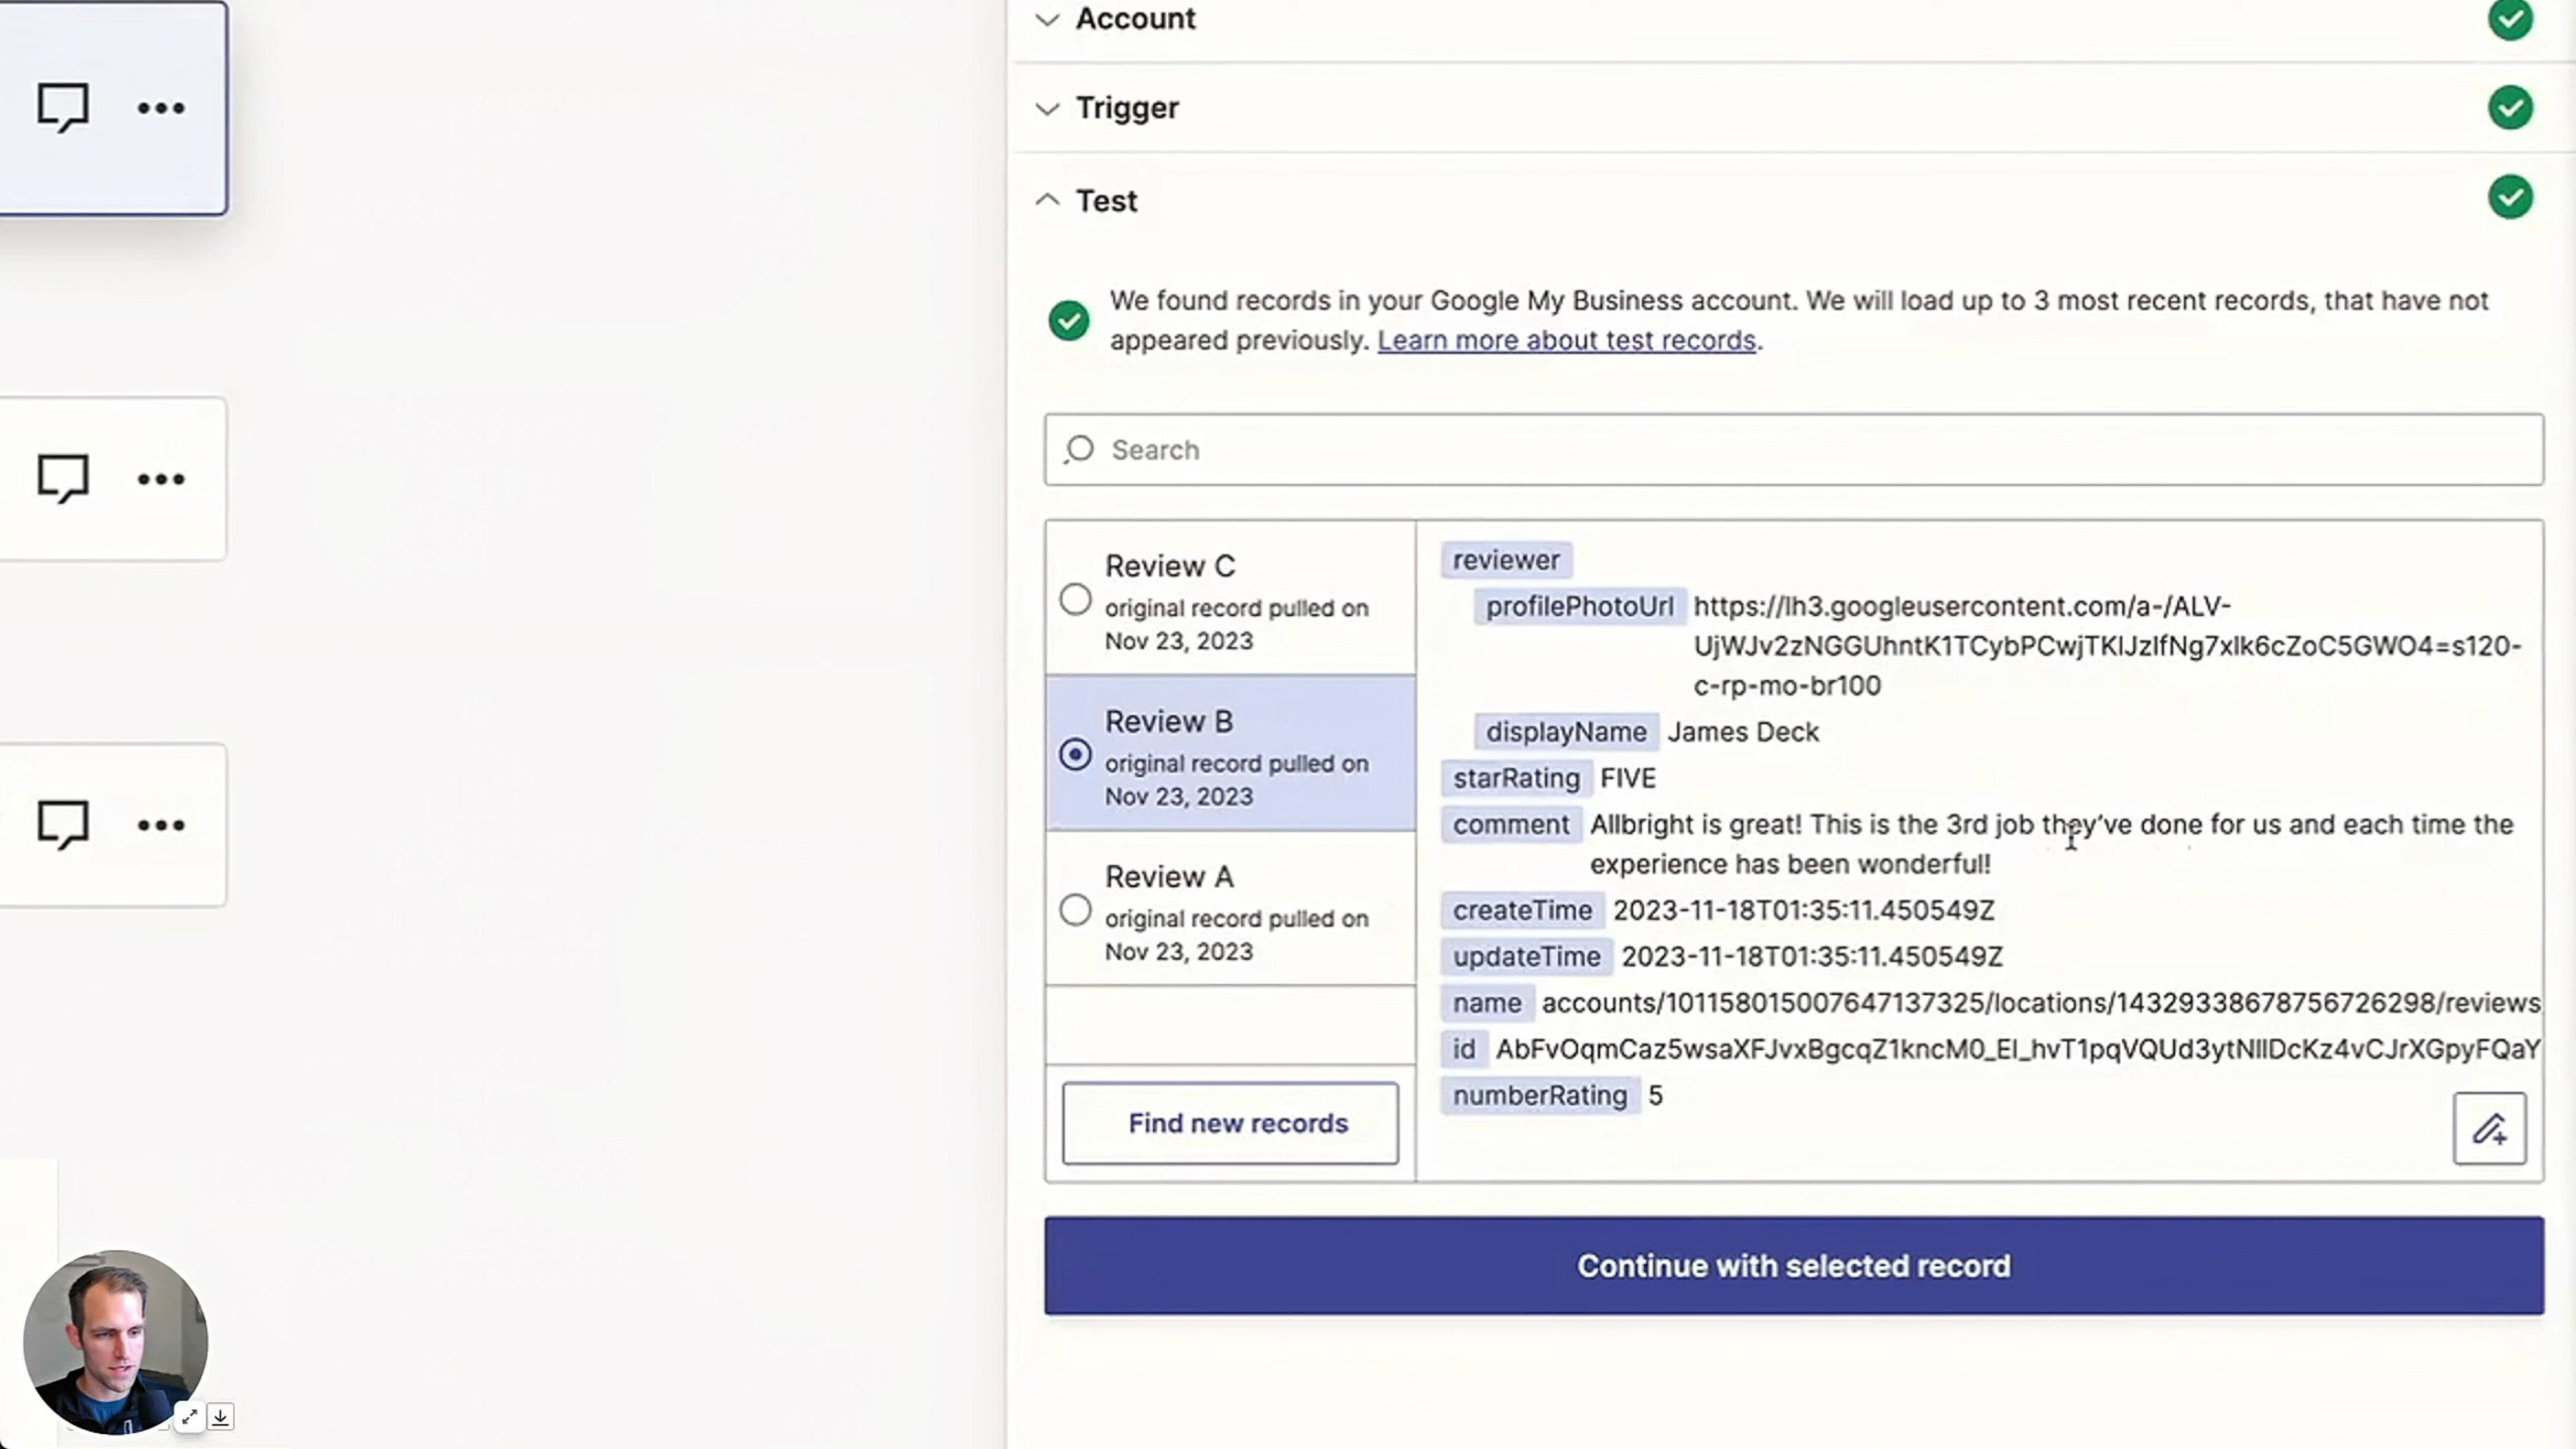 Account
Trigger
Test
We found records in your Google My Business account. We will load up to 3 most recent records, that have not
appeared previously. Learn more about test records.
Search
Review C
original record pulled on
Nov 23, 2023
Review B
original record pulled on
Nov 23, 2023
Review A
original record pulled on
Nov 23, 2023
Find new records
reviewer
profilePhotoUrl https://lh3.googleusercontent.com/a-/ALV-
UjWJv2zNGGUhntK1TCybPCwjTKlJzIfNg7xlk6cZoC5GWO4=s120-
c-rp-mo-br100
displayName James Deck
starRating FIVE
comment Allbright is great! This is the 3rd job they've done for us and each time the
experience has been wonderful!
createTime 2023-11-18T01:35:11.450549Z
updateTime 2023-11-18T01:35:11.450549Z
name accounts/101158015007647137325/locations/14329338678756726298/reviews
id AbFvOqmCaz5wsaXFJvxBgcqZ1kncM0_El_hvT1pqVQUd3ytNllDcKz4vCJrXGpyFQaY
numberRating 5
Continue with selected record